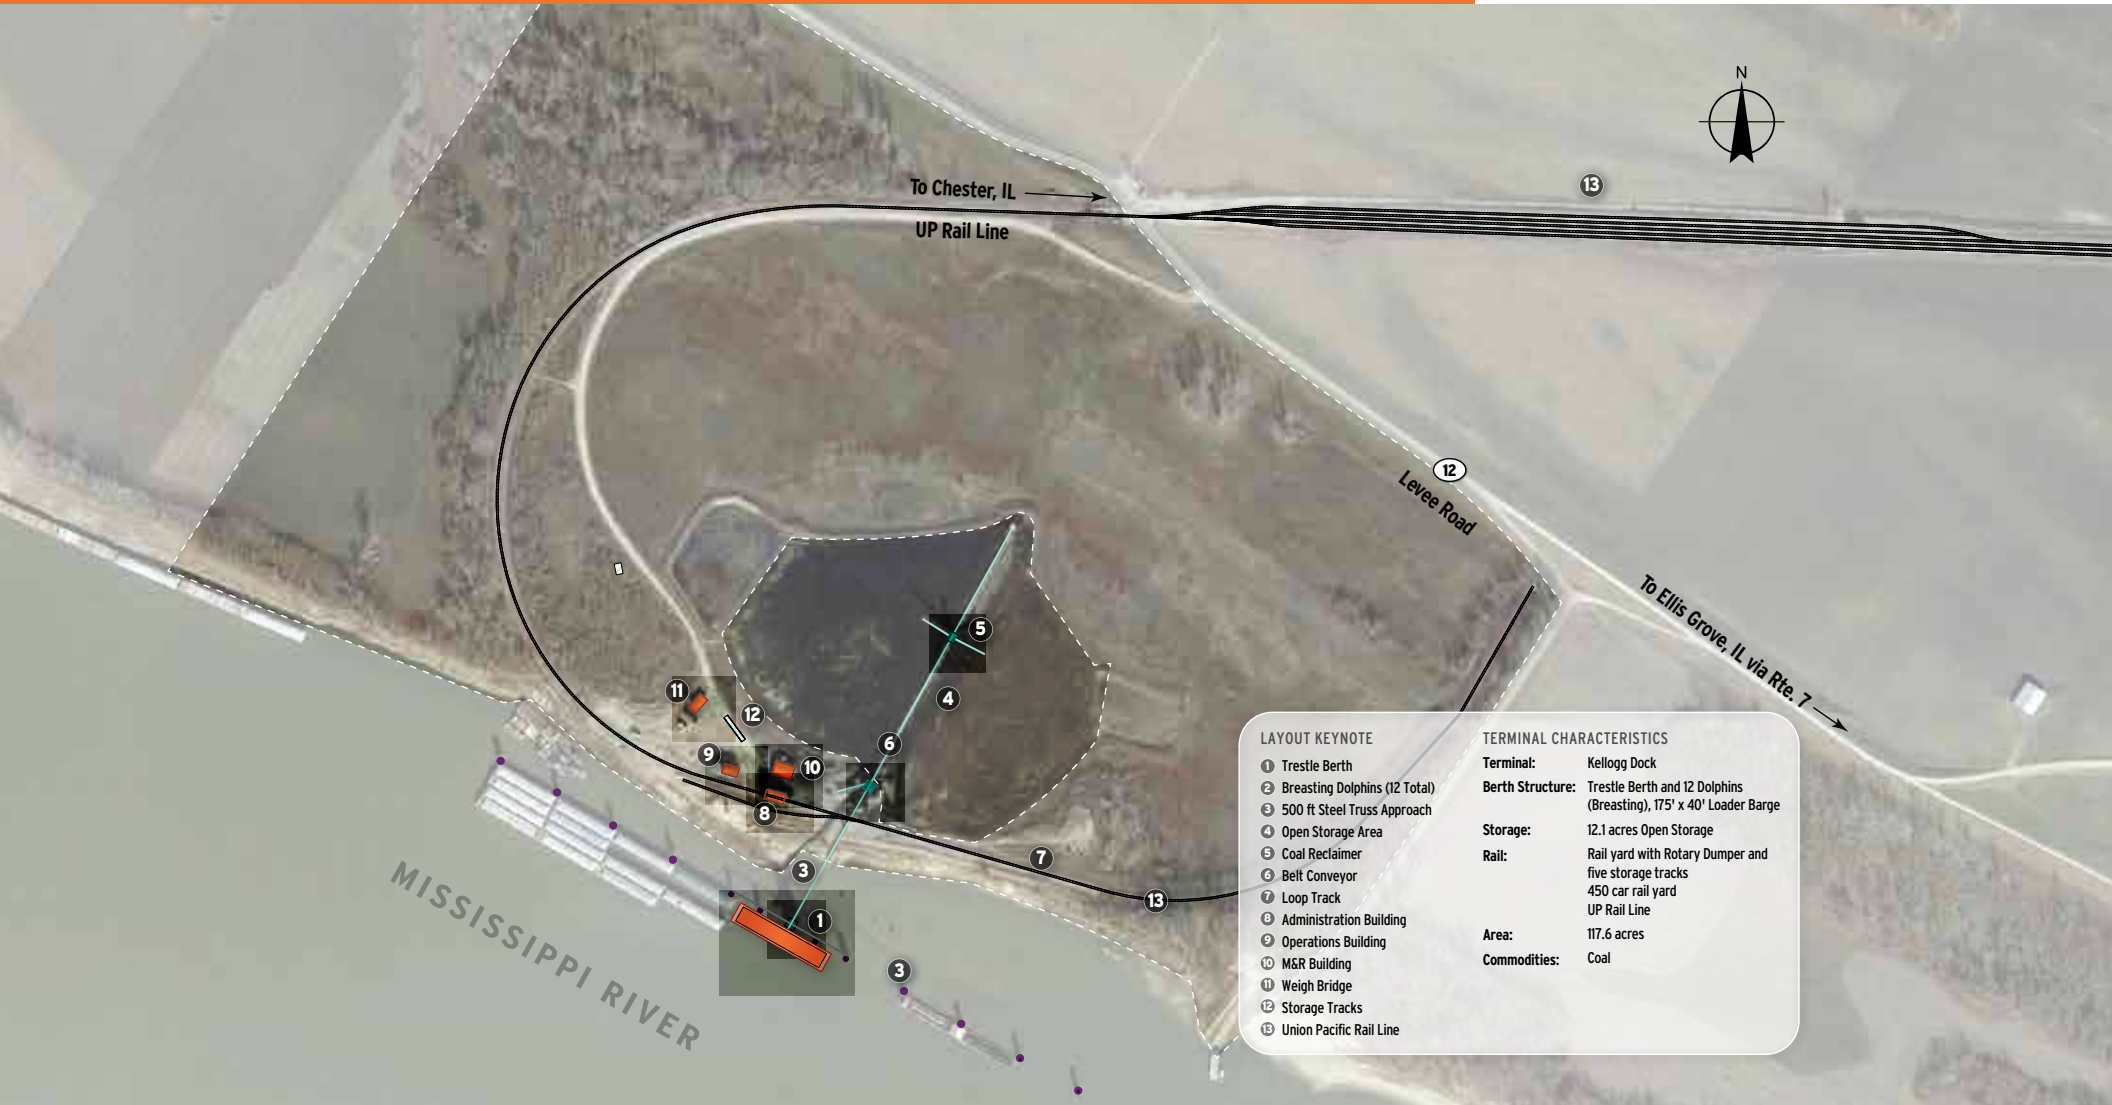 N
13
To Chester, IL
UP Rail Line
12
Levee Road
To Ellis Grove, IL via Rte. 7
5
4
11
12
6
9
10
8
7
3
13
1
3
MISSISSIPPI RIVER
LAYOUT KEYNOTE
1 Trestle Berth
2 Breasting Dolphins (12 Total)
3 500 ft Steel Truss Approach
4 Open Storage Area
5 Coal Reclaimer
6 Belt Conveyor
7 Loop Track
8 Administration Building
9 Operations Building
10 M&R Building
11 Weigh Bridge
12 Storage Tracks
13 Union Pacific Rail Line
TERMINAL CHARACTERISTICS
Terminal: Kellogg Dock
Berth Structure: Trestle Berth and 12 Dolphins
(Breasting), 175' x 40' Loader Barge
Storage: 12.1 acres Open Storage
Rail: Rail yard with Rotary Dumper and
five storage tracks
450 car rail yard
UP Rail Line
Area: 117.6 acres
Commodities: Coal